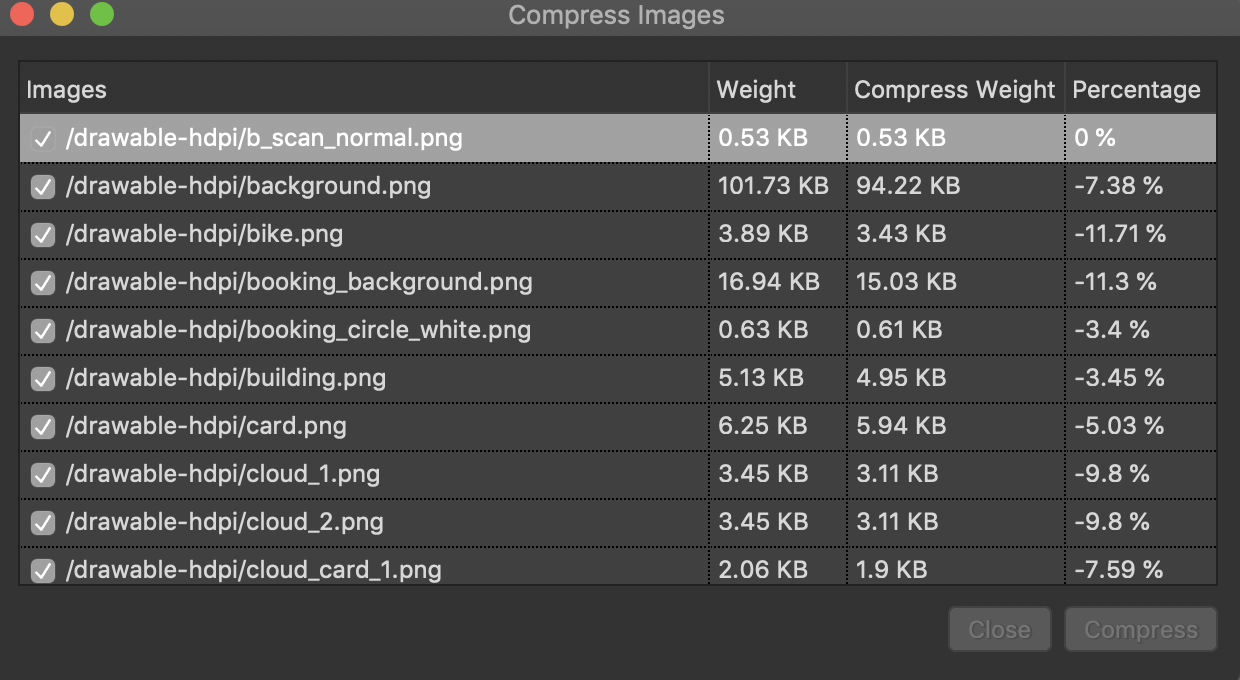 Compress Images
Images Weight Compress Weight Percentage
/drawable-hdpi/b_scan_normal.png 0.53 KB 0.53 KB 0 %
/drawable-hdpi/background.png 101.73 KB 94.22 KB -7.38 %
/drawable-hdpi/bike.png 3.89 KB 3.43 KB -11.71 %
/drawable-hdpi/booking_background.png 16.94 KB 15.03 KB -11.3 %
/drawable-hdpi/booking_circle_white.png 0.63 KB 0.61 KB -3.4 %
/drawable-hdpi/building.png 5.13 KB 4.95 KB -3.45 %
/drawable-hdpi/card.png 6.25 KB 5.94 KB -5.03 %
/drawable-hdpi/cloud_1.png 3.45 KB 3.11 KB -9.8 %
/drawable-hdpi/cloud_2.png 3.45 KB 3.11 KB -9.8 %
/drawable-hdpi/cloud_card_1.png 2.06 KB 1.9 KB -7.59 %
Close Compress